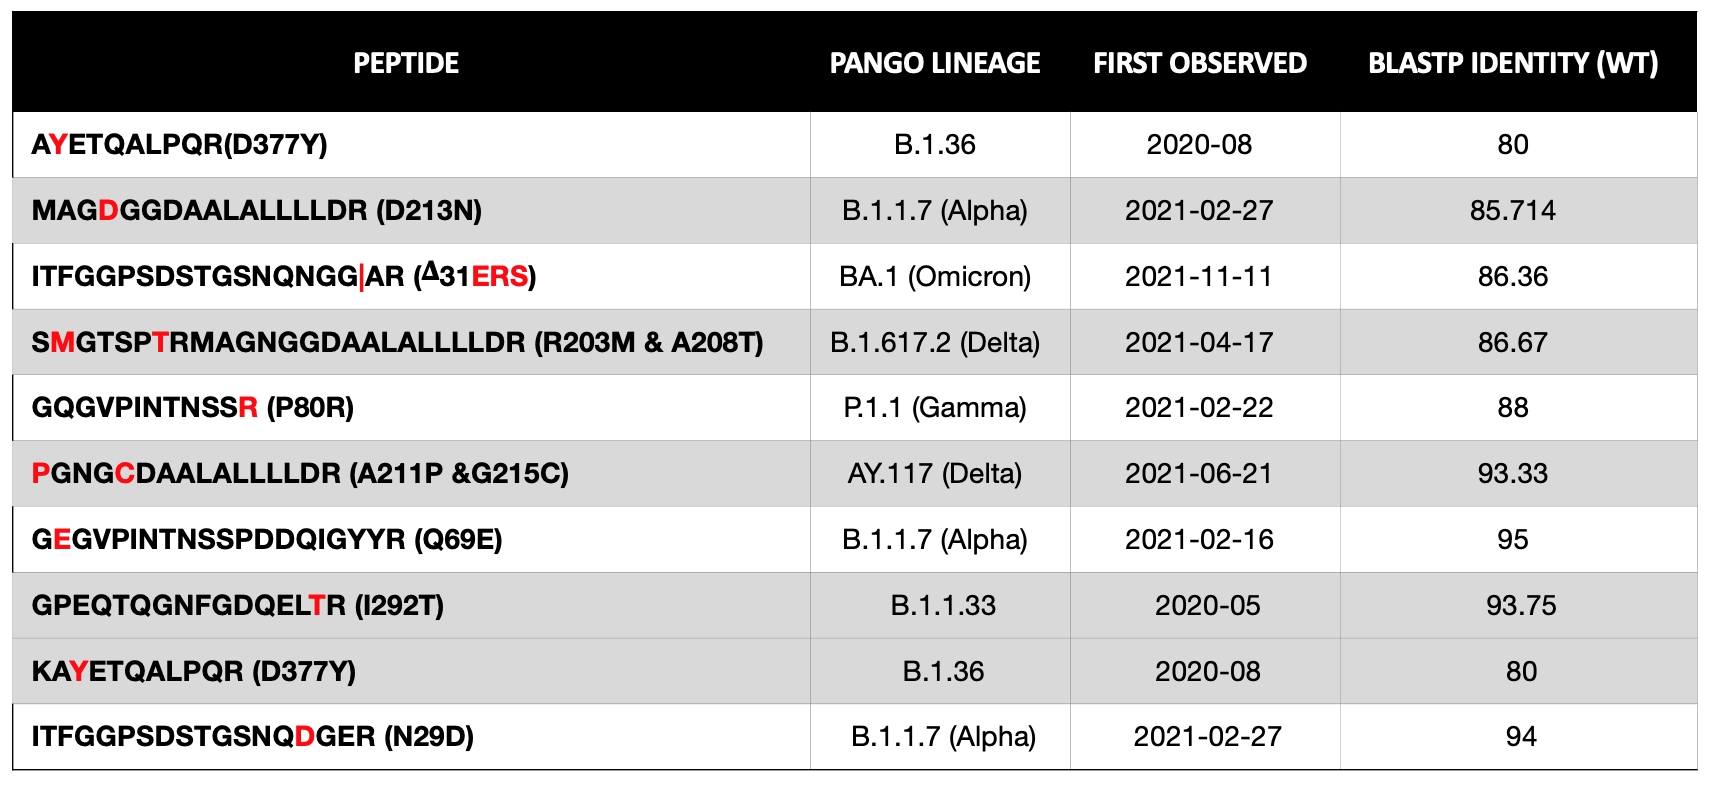 PEPTIDE PANGO LINEAGE FIRST OBSERVED BLASTP IDENTITY (WT)
AYETQALPQR(D377Y) B.1.36 2020-08 80
MAGDGGDAALALLLLDR (D213N) B.1.1.7 (Alpha) 2021-02-27 85.714
ITFGGPSDSTGSNQNGG|AR (Δ31ERS) BA.1 (Omicron) 2021-11-11 86.36
SMGTSPTRMAGNGGDAALALLLLDR (R203M & A208T) B.1.617.2 (Delta) 2021-04-17 86.67
GQGVPINTNSSR (P80R) P.1.1 (Gamma) 2021-02-22 88
PGNGCDAALALLLLDR (A211P &G215C) AY.117 (Delta) 2021-06-21 93.33
GEGVPINTNSSPDDQIGYYR (Q69E) B.1.1.7 (Alpha) 2021-02-16 95
GPEQTQGNFGDQELTR (I292T) B.1.1.33 2020-05 93.75
KAYETQALPQR (D377Y) B.1.36 2020-08 80
ITFGGPSDSTGSNQDGER (N29D) B.1.1.7 (Alpha) 2021-02-27 94